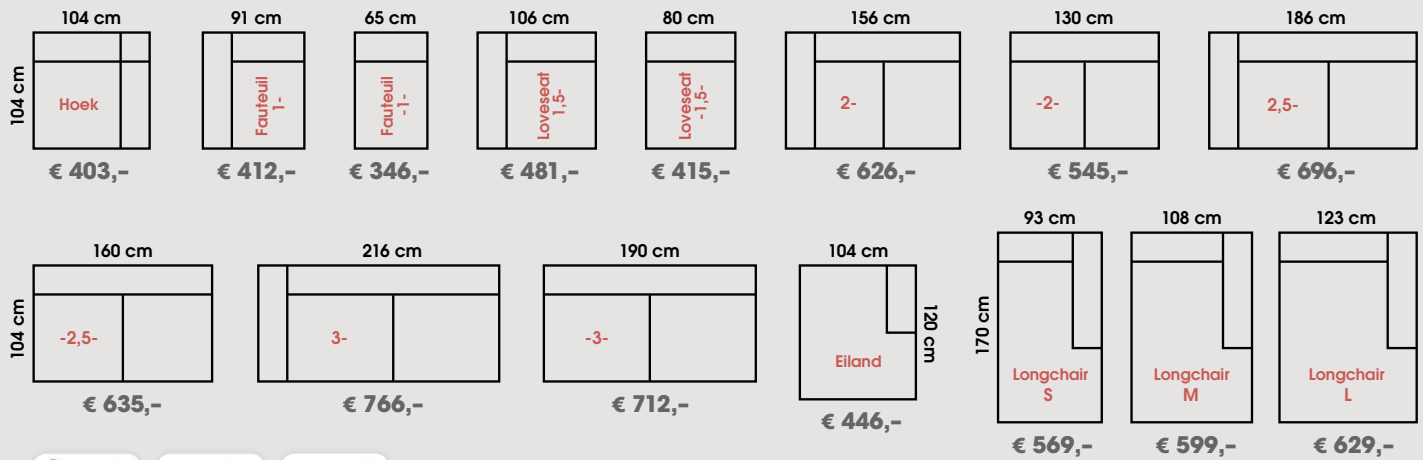 104 cm
91 cm
65 cm
106 cm
80 cm
156 cm
130 cm
186 cm
104 cm
Hoek
Fauteuil
1-
Fauteuil
-1-
Loveseat
1,5-
Loveseat
-1,5-
2-
-2-
2,5-
€ 403,-
€ 412,-
€ 346,-
€ 481,-
€ 415,-
€ 626,-
€ 545,-
€ 696,-
160 cm
216 cm
190 cm
104 cm
93 cm
108 cm
123 cm
104 cm
-2,5-
3-
-3-
Eiland
120 cm
170 cm
Longchair
S
Longchair
M
Longchair
L
€ 635,-
€ 766,-
€ 712,-
€ 446,-
€ 569,-
€ 599,-
€ 629,-